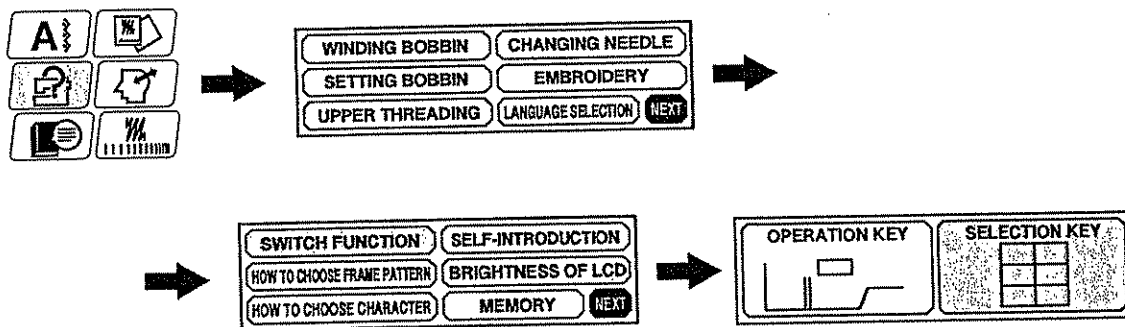 A
WINDING BOBBIN CHANGING NEEDLE
SETTING BOBBIN EMBROIDERY
UPPER THREADING LANGUAGE SELECTION NEXT
SWITCH FUNCTION SELF-INTRODUCTION
HOW TO CHOOSE FRAME PATTERN BRIGHTNESS OF LCD
HOW TO CHOOSE CHARACTER MEMORY NEXT
OPERATION KEY SELECTION KEY